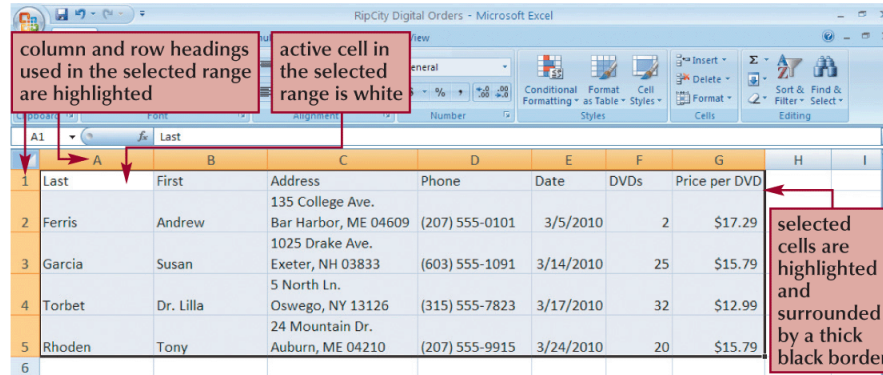 RipCity Digital Orders - Microsoft Excel
View
column and row headings
used in the selected range
are highlighted
active cell in
the selected
range is white
eneral
% , .0 .00 .00 .0
Conditional Formatting
Format as Table
Cell Styles
Insert
Delete
Format
Σ
Sort & Filter
Find & Select
Clipboard Font Alignment Number Styles Cells Editing
A1 fx Last
A B C D E F G H I
1 Last First Address Phone Date DVDs Price per DVD
135 College Ave.
2 Ferris Andrew Bar Harbor, ME 04609 (207) 555-0101 3/5/2010 2 $17.29
1025 Drake Ave.
3 Garcia Susan Exeter, NH 03833 (603) 555-1091 3/14/2010 25 $15.79
5 North Ln.
4 Torbet Dr. Lilla Oswego, NY 13126 (315) 555-7823 3/17/2010 32 $12.99
24 Mountain Dr.
5 Rhoden Tony Auburn, ME 04210 (207) 555-9915 3/24/2010 20 $15.79
6
selected
cells are
highlighted
and
surrounded
by a thick
black border